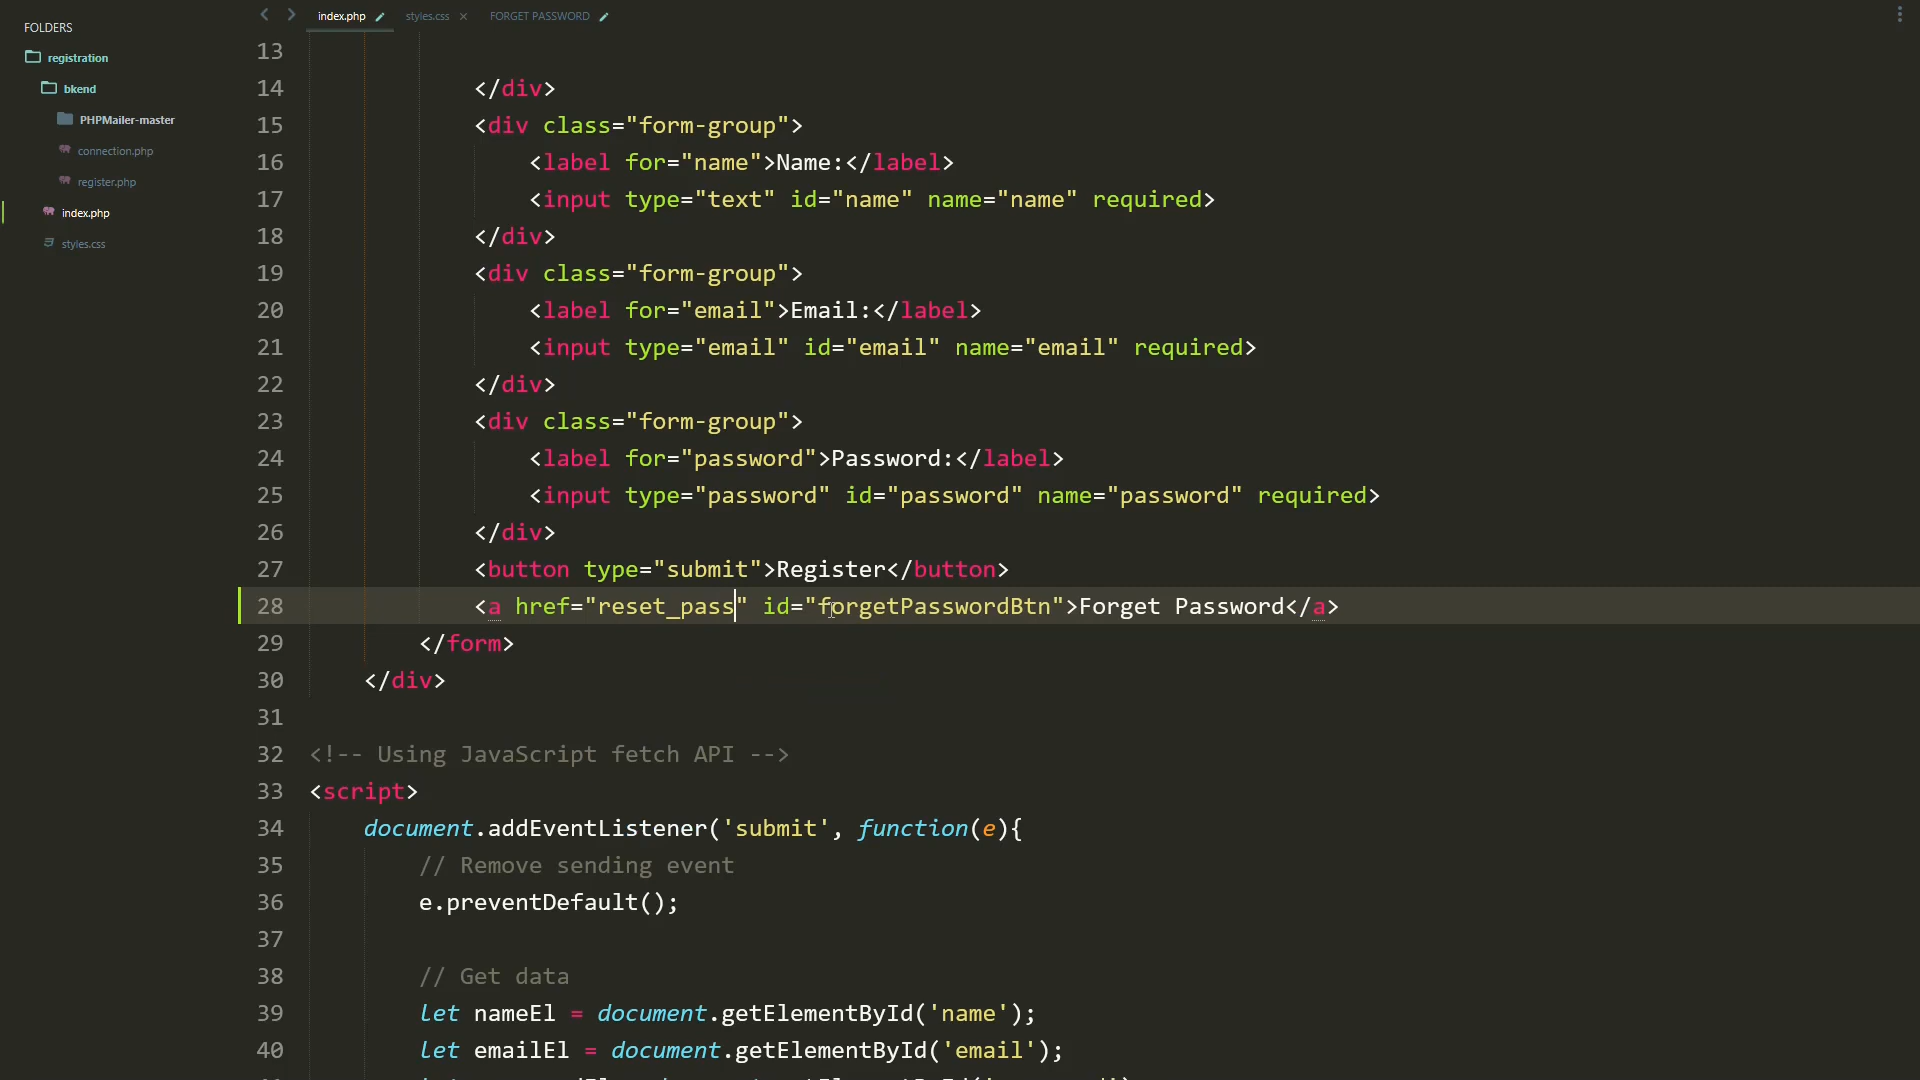 FOLDERS
registration
bkend
PHPMailer-master
connection.php
register.php
index.php
styles.css
index.php styles.css FORGET PASSWORD
13
14 </div>
15 <div class="form-group">
16 <label for="name">Name:</label>
17 <input type="text" id="name" name="name" required>
18 </div>
19 <div class="form-group">
20 <label for="email">Email:</label>
21 <input type="email" id="email" name="email" required>
22 </div>
23 <div class="form-group">
24 <label for="password">Password:</label>
25 <input type="password" id="password" name="password" required>
26 </div>
27 <button type="submit">Register</button>
28 <a href="reset_pass" id="forgetPasswordBtn">Forget Password</a>
29 </form>
30 </div>
31
32 <!-- Using JavaScript fetch API -->
33 <script>
34 document.addEventListener('submit', function(e){
35 // Remove sending event
36 e.preventDefault();
37
38 // Get data
39 let nameEl = document.getElementById('name');
40 let emailEl = document.getElementById('email');